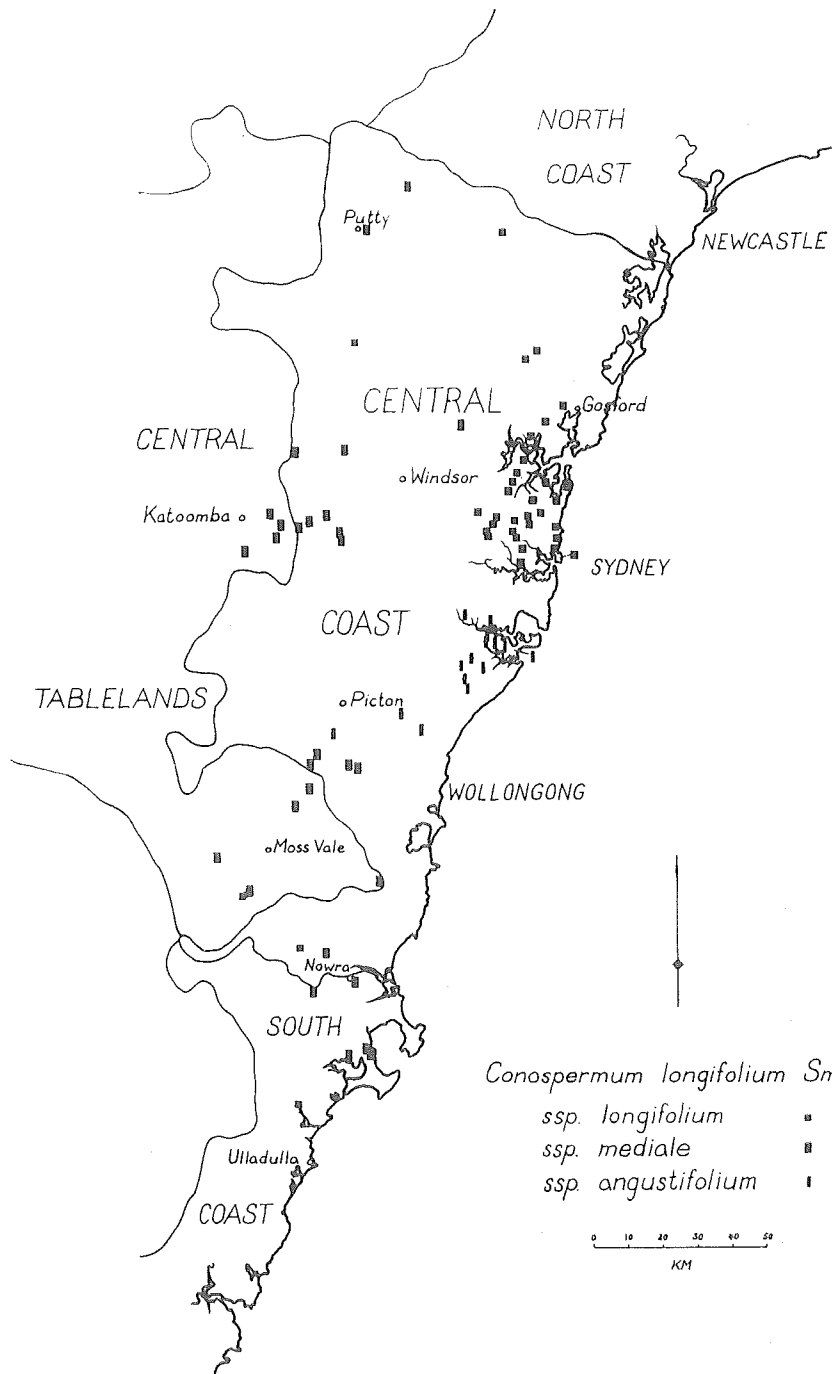 NORTH
COAST
Putty
NEWCASTLE
CENTRAL
Gosford
CENTRAL
Windsor
Katoomba
SYDNEY
COAST
TABLELANDS
Picton
WOLLONGONG
Moss Vale
Nowra
SOUTH
Conospermum longifolium Sm
ssp. longifolium
ssp. mediale
ssp. angustifolium
Ulladulla
COAST
0 10 20 30 40 50
KM